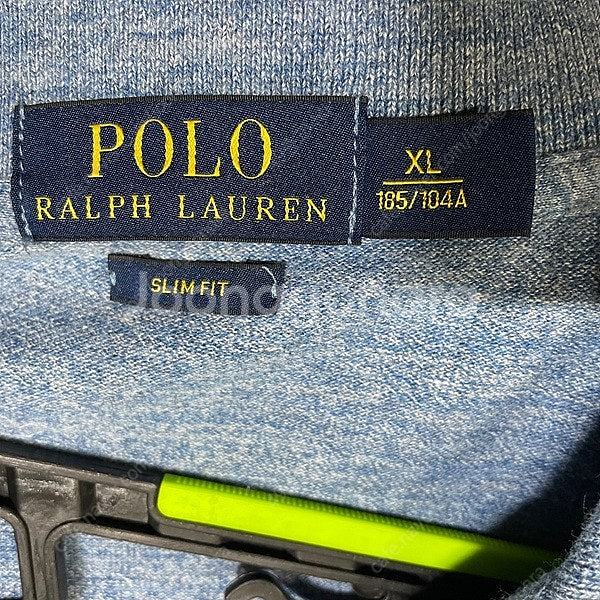 POLO
RALPH LAUREN
XL
185/104A
SLIM FIT